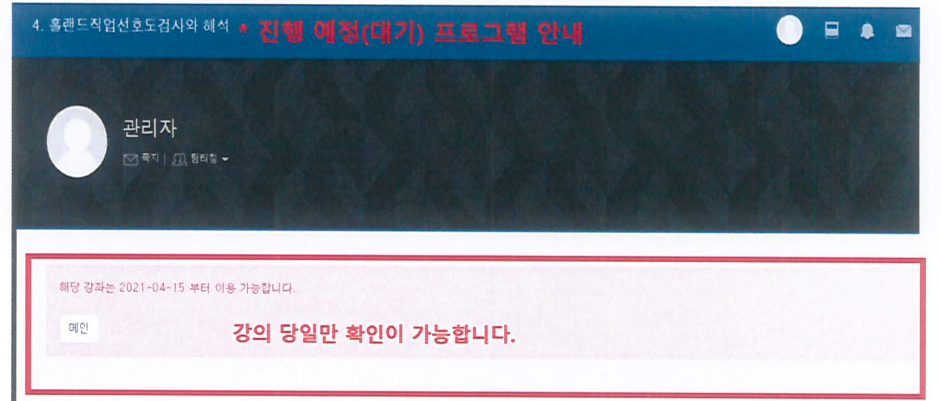 4. 홀랜드직업선호도검사와 해석 * 진행 예정(대기) 프로그램 안내
관리자
쪽지 | 팀티칭
해당 강좌는 2021-04-15 부터 이용 가능합니다.
메인
강의 당일만 확인이 가능합니다.